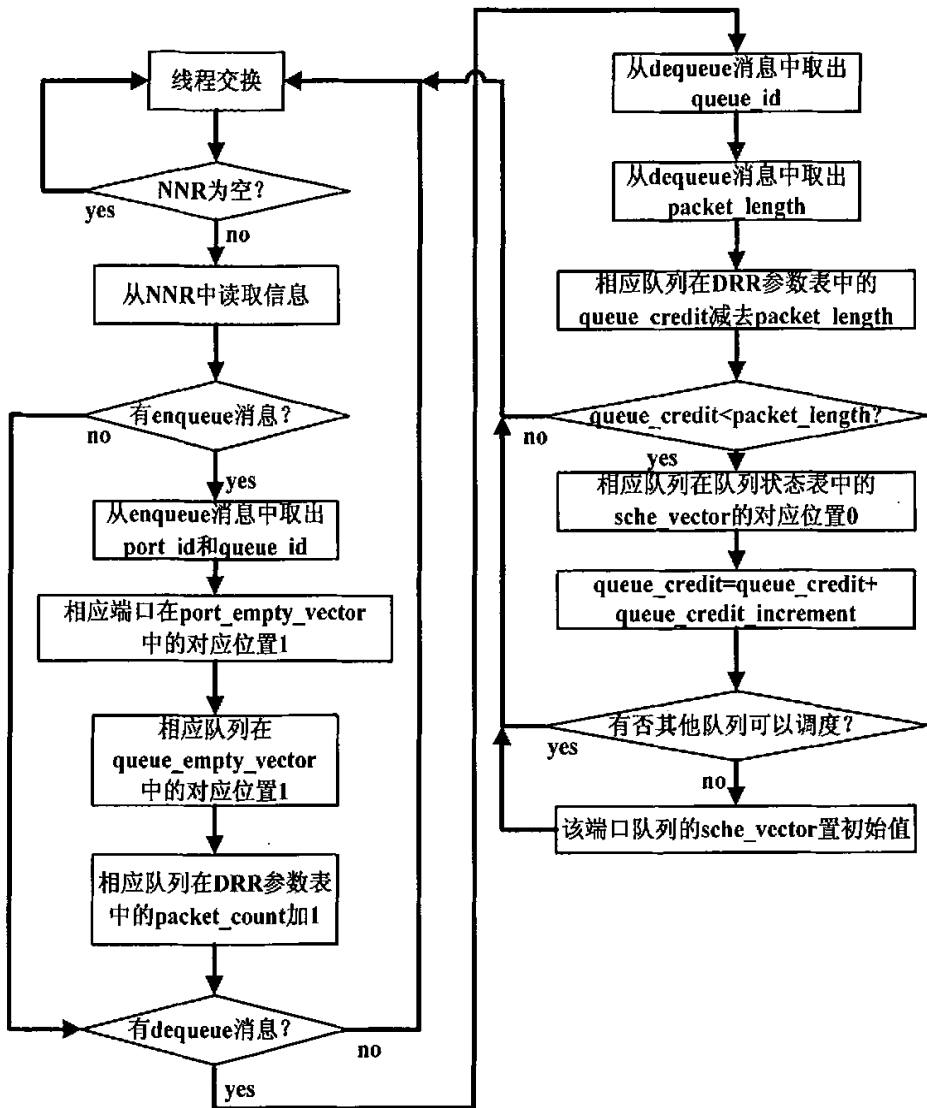 线程交换
NNR为空?
yes
no
从NNR中读取信息
有enqueue消息?
no
yes
从enqueue消息中取出
port_id和queue_id
相应端口在port_empty_vector
中的对应位置1
相应队列在
queue_empty_vector
中的对应位置1
相应队列在DRR参数表
中的packet_count加1
有dequeue消息?
no
yes
从dequeue消息中取出
queue_id
从dequeue消息中取出
packet_length
相应队列在DRR参数表中的
queue_credit减去packet_length
queue_credit<packet_length?
no
yes
相应队列在队列状态表中的
sche_vector的对应位置0
queue_credit=queue_credit+
queue_credit_increment
有否其他队列可以调度?
yes
no
该端口队列的sche_vector置初始值